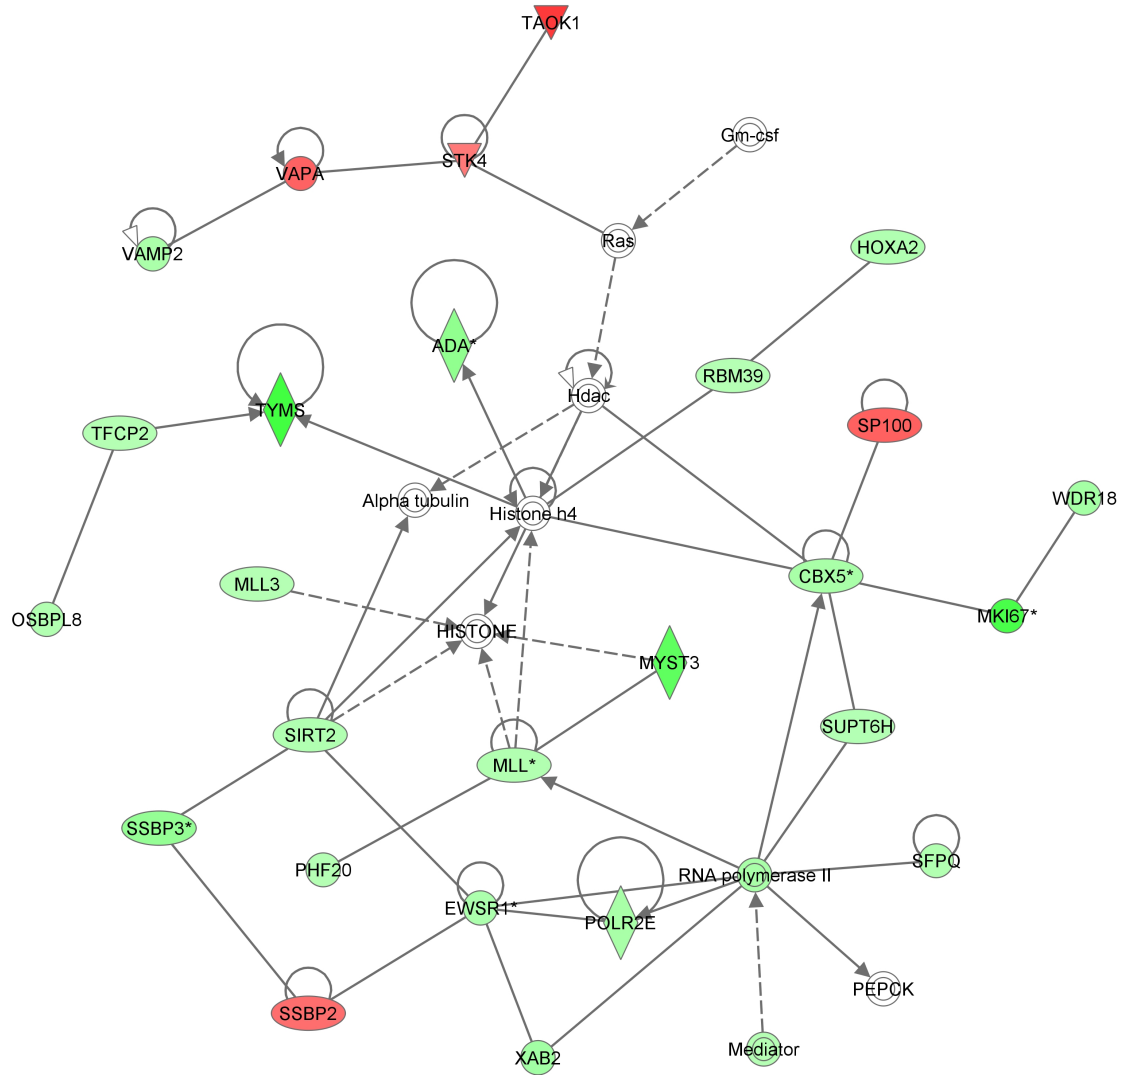 TAOK1
Gm-csf
STK4
VAPA
Ras
HOXA2
VAMP2
ADA*
RBM39
Hdac
TYMS
SP100
TFCP2
Alpha tubulin
WDR18
Histone h4
CBX5*
MLL3
MKI67*
OSBPL8
HISTONE
MYST3
SUPT6H
SIRT2
MLL*
SSBP3*
SFPQ
PHF20
RNA polymerase II
EWSR1*
POLR2E
PEPCK
SSBP2
Mediator
XAB2